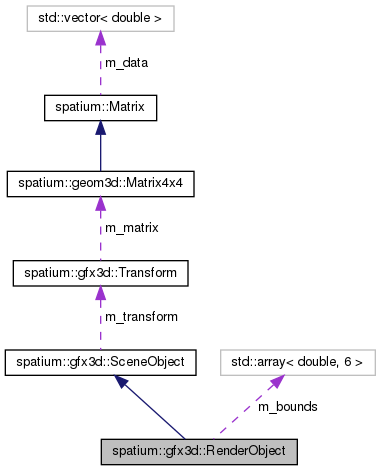 std::vector< double >
m_data
spatium::Matrix
spatium::geom3d::Matrix4x4
m_matrix
spatium::gfx3d::Transform
m_transform
spatium::gfx3d::SceneObject
std::array< double, 6 >
m_bounds
spatium::gfx3d::RenderObject